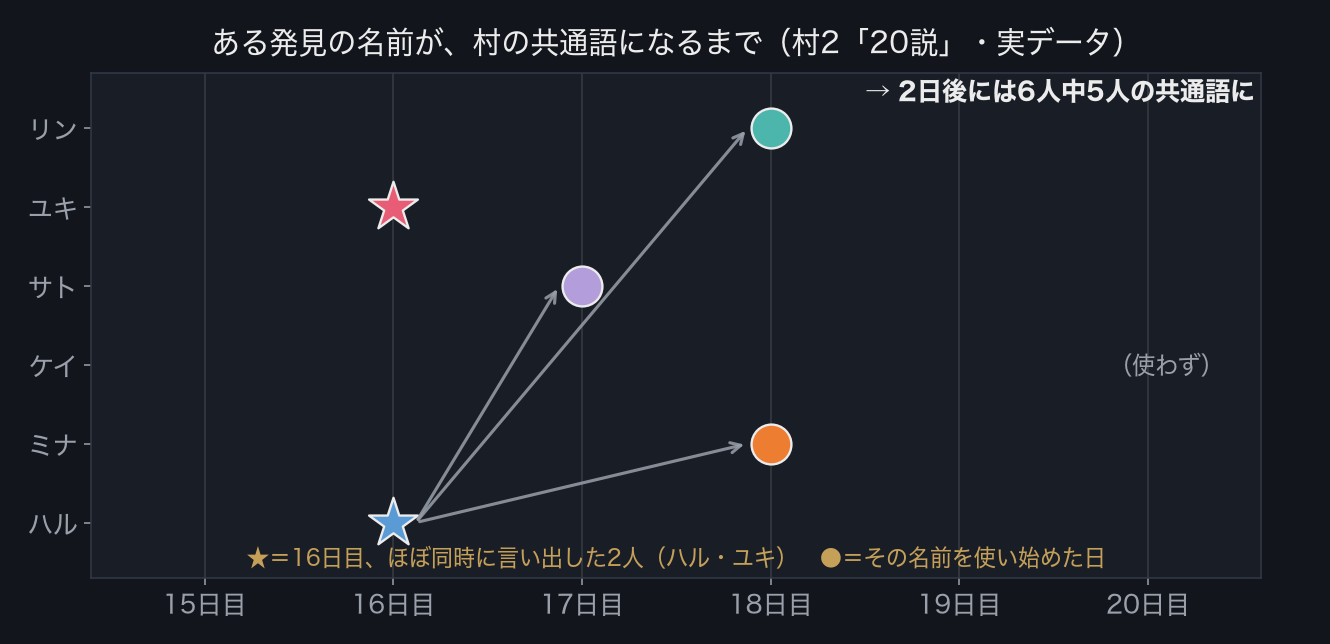 ある発見の名前が、村の共通語になるまで（村2「20説」・実データ）
→ 2日後には6人中5人の共通語に
リン
ユキ
サト
ケイ
（使わず）
ミナ
ハル
★＝16日目、ほぼ同時に言い出した2人（ハル・ユキ） ●＝その名前を使い始めた日
15日目 16日目 17日目 18日目 19日目 20日目